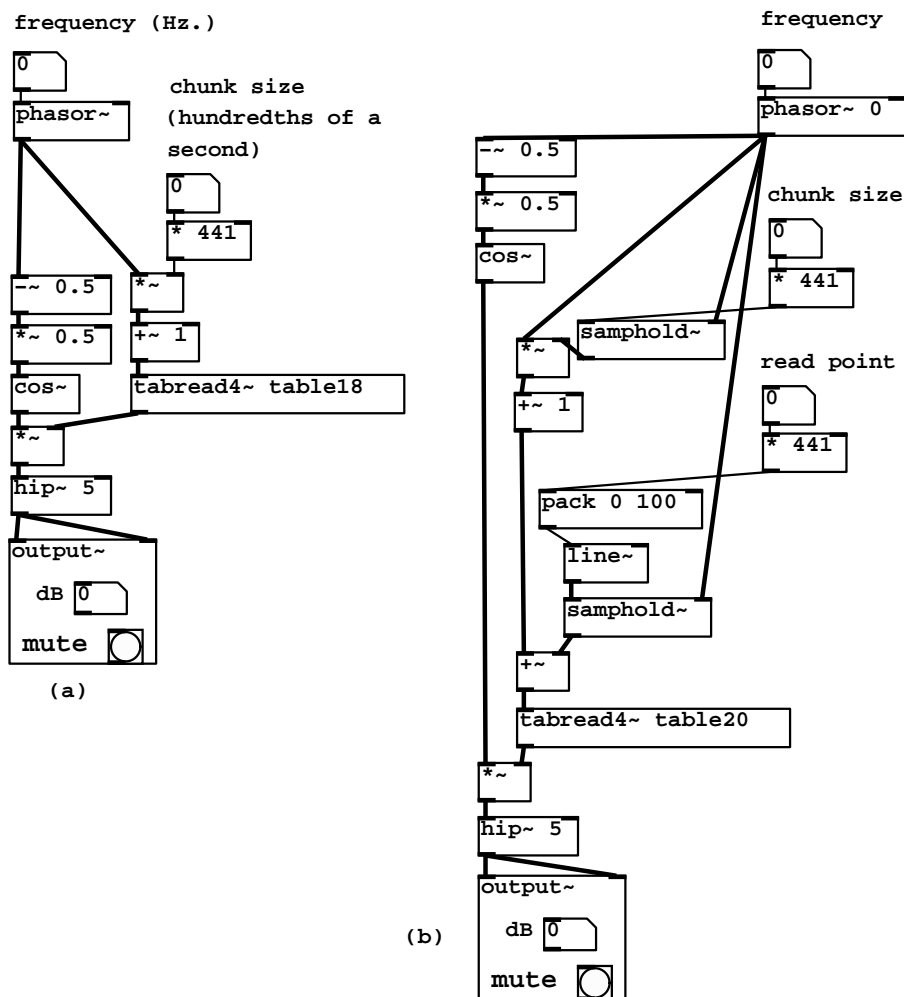 frequency (Hz.)
0
phasor~
chunk size
(hundredths of a
second)
0
* 441
-~ 0.5
*~
*~ 0.5
+~ 1
cos~
tabread4~ table18
*~
hip~ 5
output~
dB 0
mute
(a)
frequency
0
phasor~ 0
-~ 0.5
*~ 0.5
cos~
chunk size
0
* 441
samphold~
*~
+~ 1
read point
0
* 441
pack 0 100
line~
samphold~
+~
tabread4~ table20
*~
hip~ 5
output~
dB 0
mute
(b)